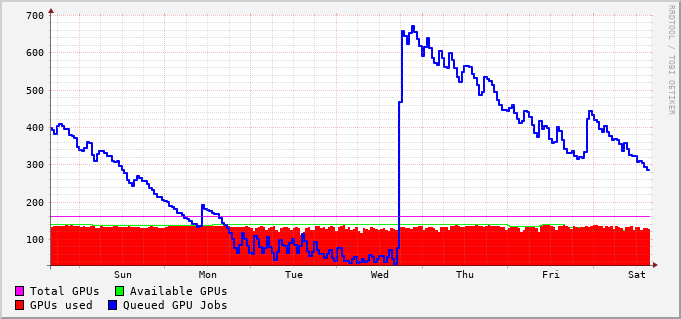 700
600
500
400
300
200
100
Sun Mon Tue Wed Thu Fri Sat
Total GPUs Available GPUs
GPUs used Queued GPU Jobs
RRDTOOL / TOBI OETIKER